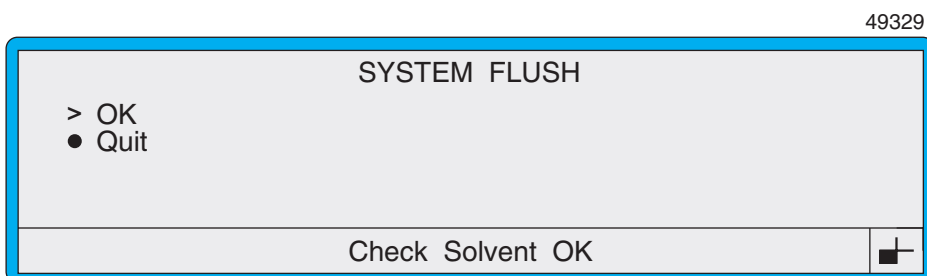 49329
SYSTEM FLUSH
> OK
● Quit
Check Solvent OK